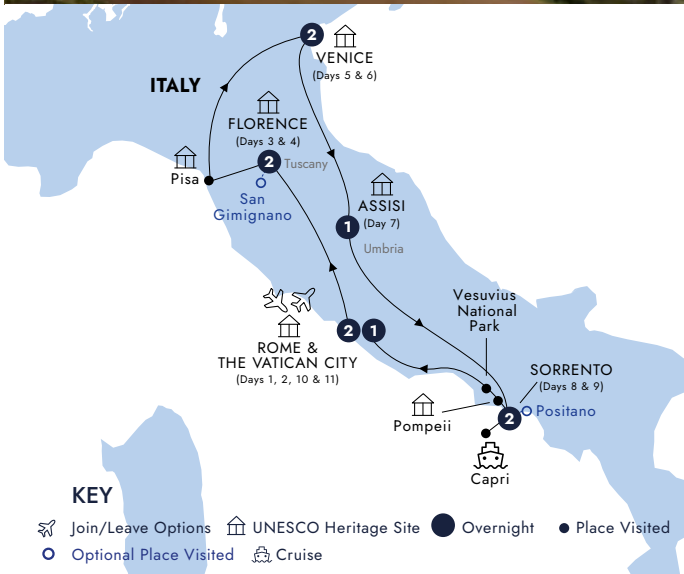 2
VENICE
(Days 5 & 6)
ITALY
FLORENCE
(Days 3 & 4)
2
Tuscany
Pisa
San
Gimignano
ASSISI
(Day 7)
1
Umbria
Vesuvius
National
Park
2 1
ROME &
THE VATICAN CITY
(Days 1, 2, 10 & 11)
SORRENTO
(Days 8 & 9)
Positano
2
Pompeii
Capri
KEY
Join/Leave Options UNESCO Heritage Site Overnight Place Visited
Optional Place Visited Cruise